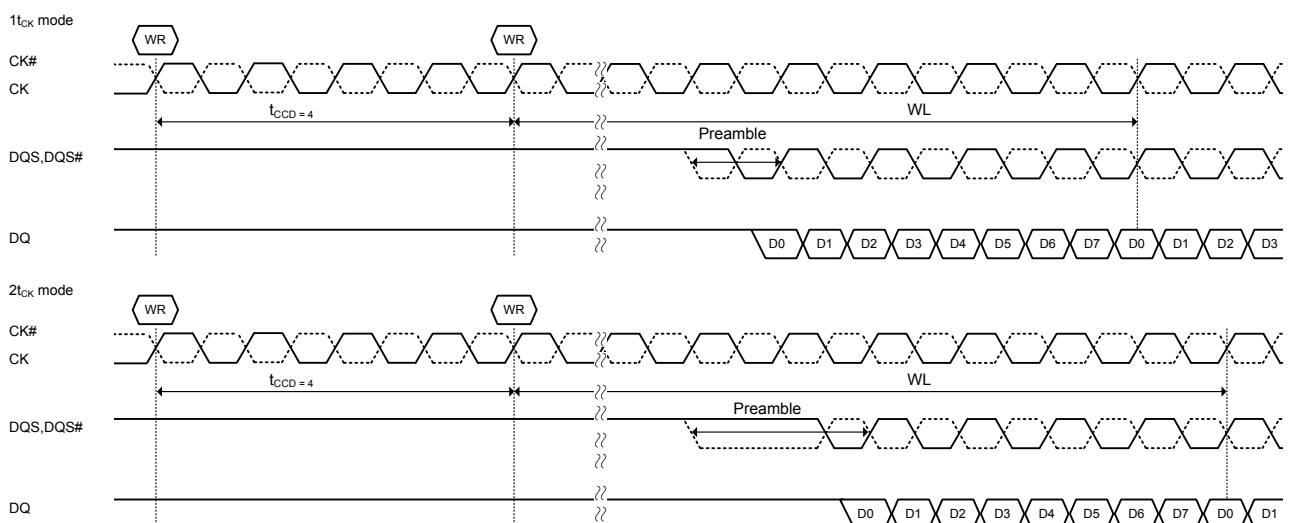 1tCK mode
WR WR
CK#
CK
tCCD = 4 WL
Preamble
DQS,DQS#
DQ D0 D1 D2 D3 D4 D5 D6 D7 D0 D1 D2 D3
2tCK mode
WR WR
CK#
CK
tCCD = 4 WL
Preamble
DQS,DQS#
DQ D0 D1 D2 D3 D4 D5 D6 D7 D0 D1